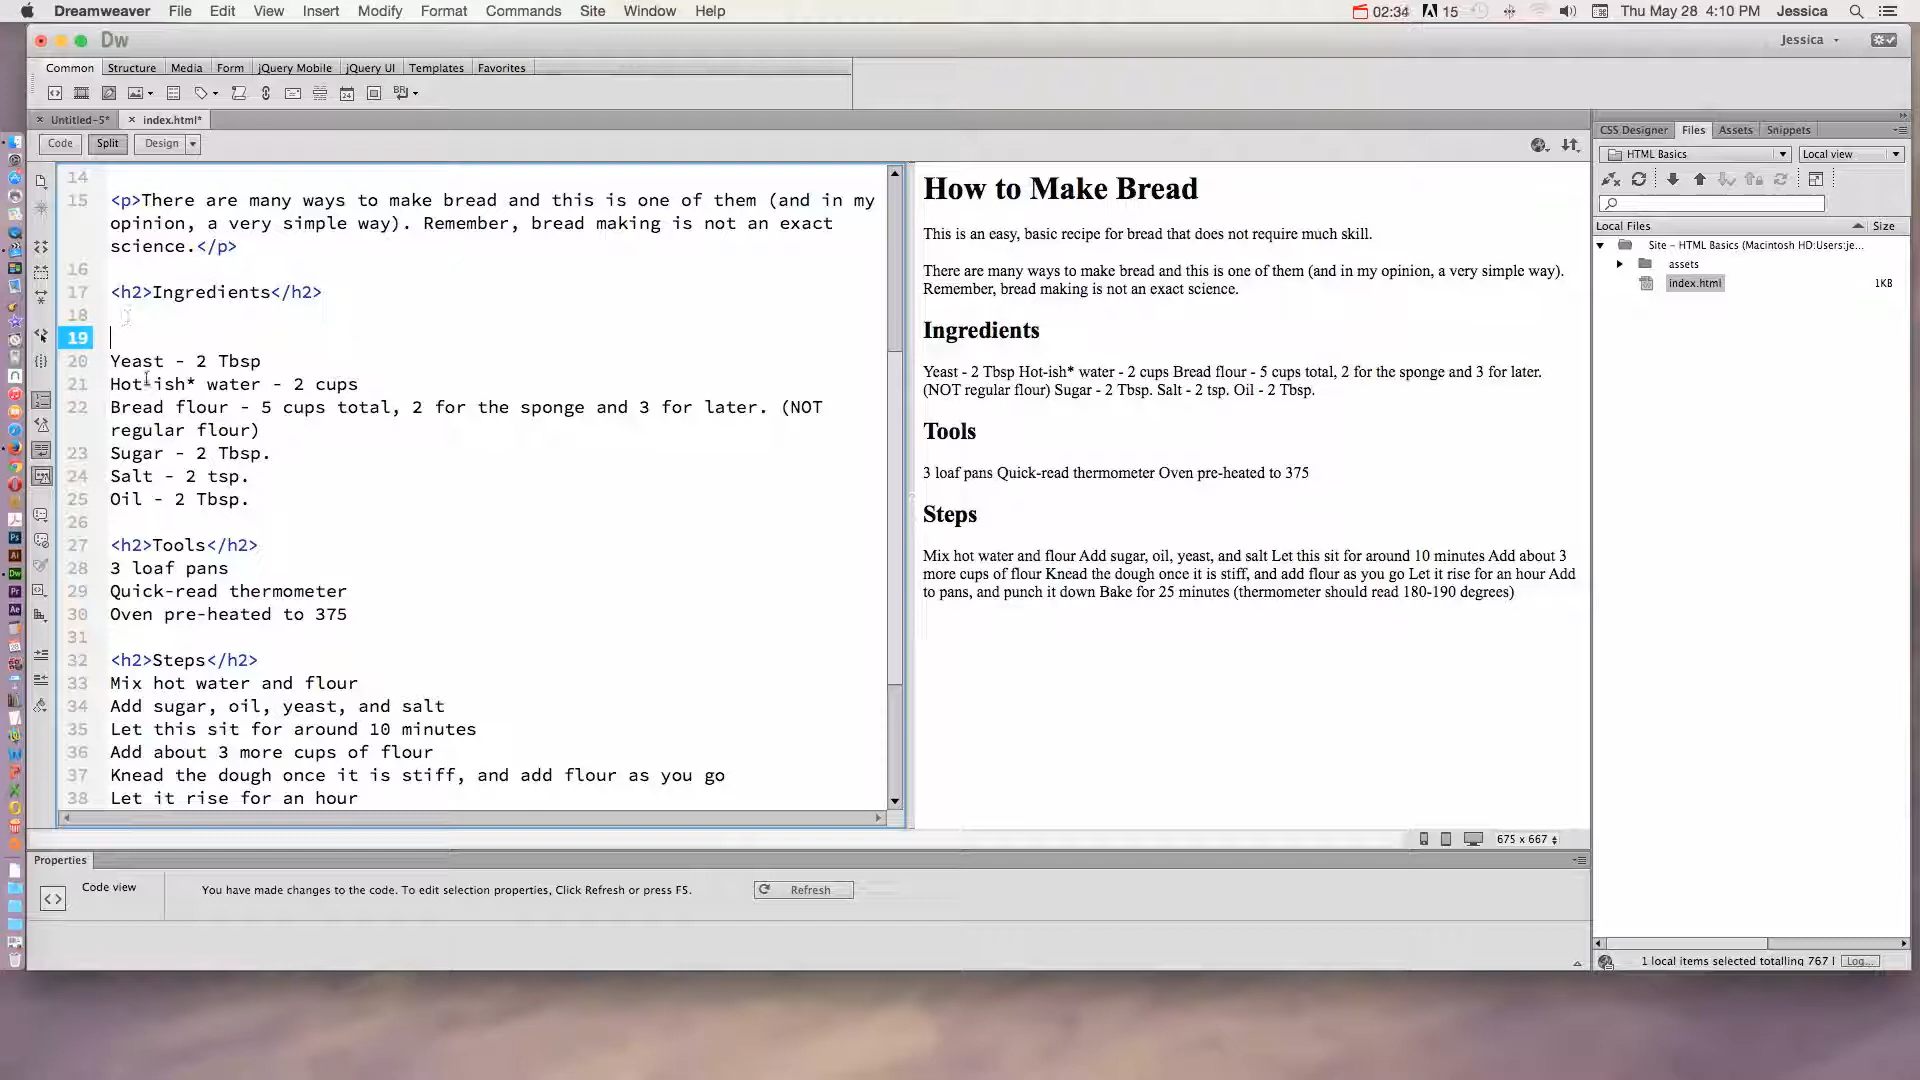 Dreamweaver File Edit View Insert Modify Format Commands Site Window Help 02:34 15 Thu May 28 4:10 PM Jessica
Dw Jessica
Common Structure Media Form jQuery Mobile jQuery UI Templates Favorites
Untitled-5* index.html*
Code Split Design
14
15 <p>There are many ways to make bread and this is one of them (and in my
opinion, a very simple way). Remember, bread making is not an exact
science.</p>
16
17 <h2>Ingredients</h2>
18
19
20 Yeast - 2 Tbsp
21 Hot-ish* water - 2 cups
22 Bread flour - 5 cups total, 2 for the sponge and 3 for later. (NOT
regular flour)
23 Sugar - 2 Tbsp.
24 Salt - 2 tsp.
25 Oil - 2 Tbsp.
26
27 <h2>Tools</h2>
28 3 loaf pans
29 Quick-read thermometer
30 Oven pre-heated to 375
31
32 <h2>Steps</h2>
33 Mix hot water and flour
34 Add sugar, oil, yeast, and salt
35 Let this sit for around 10 minutes
36 Add about 3 more cups of flour
37 Knead the dough once it is stiff, and add flour as you go
38 Let it rise for an hour
How to Make Bread
This is an easy, basic recipe for bread that does not require much skill.
There are many ways to make bread and this is one of them (and in my opinion, a very simple way).
Remember, bread making is not an exact science.
Ingredients
Yeast - 2 Tbsp Hot-ish* water - 2 cups Bread flour - 5 cups total, 2 for the sponge and 3 for later.
(NOT regular flour) Sugar - 2 Tbsp. Salt - 2 tsp. Oil - 2 Tbsp.
Tools
3 loaf pans Quick-read thermometer Oven pre-heated to 375
Steps
Mix hot water and flour Add sugar, oil, yeast, and salt Let this sit for around 10 minutes Add about 3
more cups of flour Knead the dough once it is stiff, and add flour as you go Let it rise for an hour Add
to pans, and punch it down Bake for 25 minutes (thermometer should read 180-190 degrees)
675 x 667
CSS Designer Files Assets Snippets
HTML Basics Local view
Local Files Size
Site – HTML Basics (Macintosh HD:Users:je...
assets
index.html 1KB
1 local items selected totalling 767 Log...
Properties
Code view You have made changes to the code. To edit selection properties, Click Refresh or press F5. Refresh